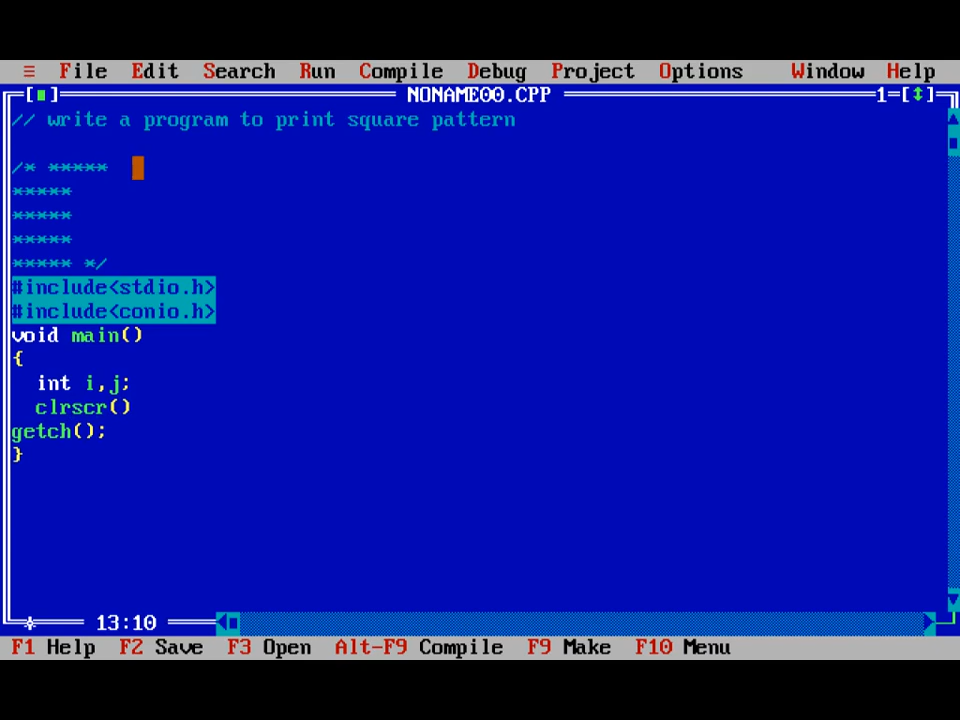 ≡ File Edit Search Run Compile Debug Project Options Window Help
[■] NONAME00.CPP 1=[↕]
// write a program to print square pattern
/* *****
*****
*****
*****
***** */
#include<stdio.h>
#include<conio.h>
void main()
{
int i,j;
clrscr()
getch();
}
13:10
F1 Help F2 Save F3 Open Alt-F9 Compile F9 Make F10 Menu